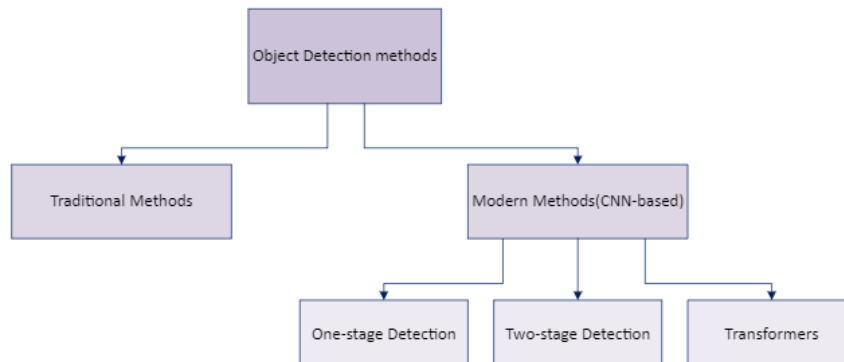 Object Detection methods
Traditional Methods
Modern Methods(CNN-based)
One-stage Detection
Two-stage Detection
Transformers